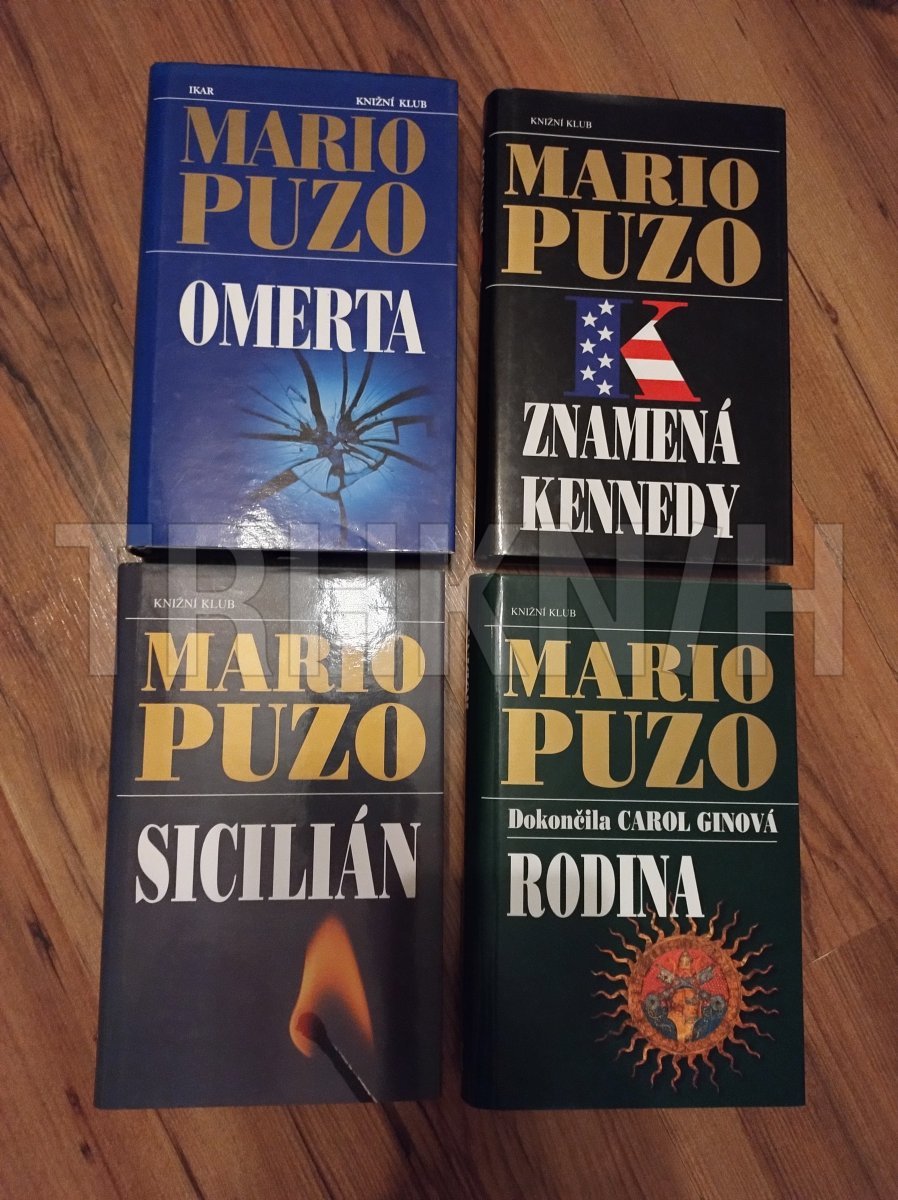 IKAR
KNIŽNÍ KLUB
MARIO
PUZO
OMERTA
KNIŽNÍ KLUB
MARIO
PUZO
K
ZNAMENÁ
KENNEDY
KNIŽNÍ KLUB
MARIO
PUZO
SICILIÁN
KNIŽNÍ KLUB
MARIO
PUZO
Dokončila CAROL GINOVÁ
RODINA